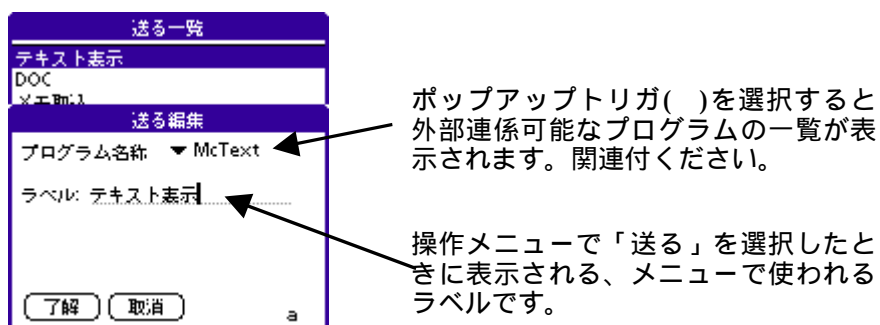 送る一覧
テキスト表示
DOC
メモ取込
送る編集
プログラム名称 ▼ McText
ラベル: テキスト表示
了解 取消
a
ポップアップトリガ( )を選択すると
外部連係可能なプログラムの一覧が表
示されます。関連付ください。
操作メニューで「送る」を選択したと
きに表示される、メニューで使われる
ラベルです。